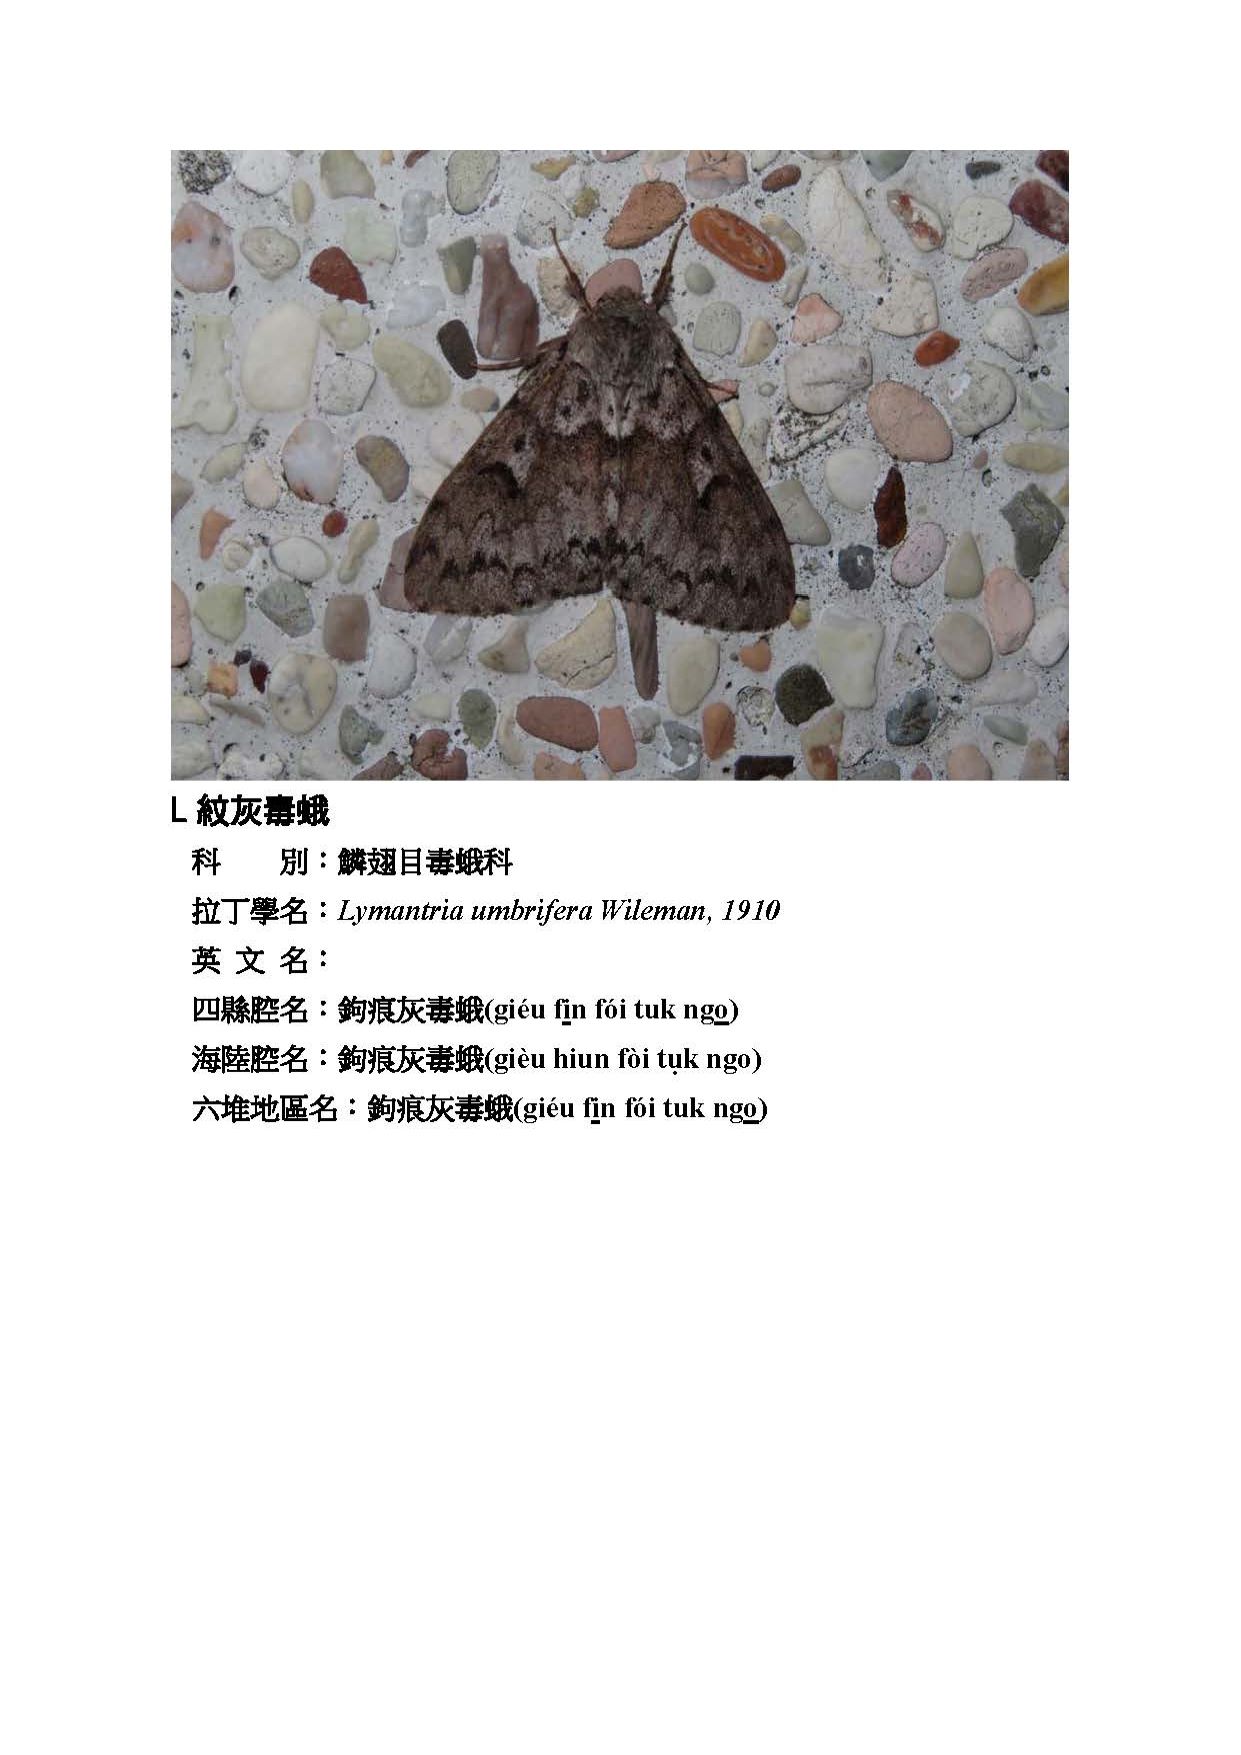 L 紋灰毒蛾
科　　別：鱗翅目毒蛾科
拉丁學名：Lymantria umbrifera Wileman, 1910
英 文 名：
四縣腔名：鉤痕灰毒蛾(giéu fi̲n fói tuk ngo̲)
海陸腔名：鉤痕灰毒蛾(gièu hiun fòi tụk ngo)
六堆地區名：鉤痕灰毒蛾(giéu fi̲n fói tuk ngo̲)